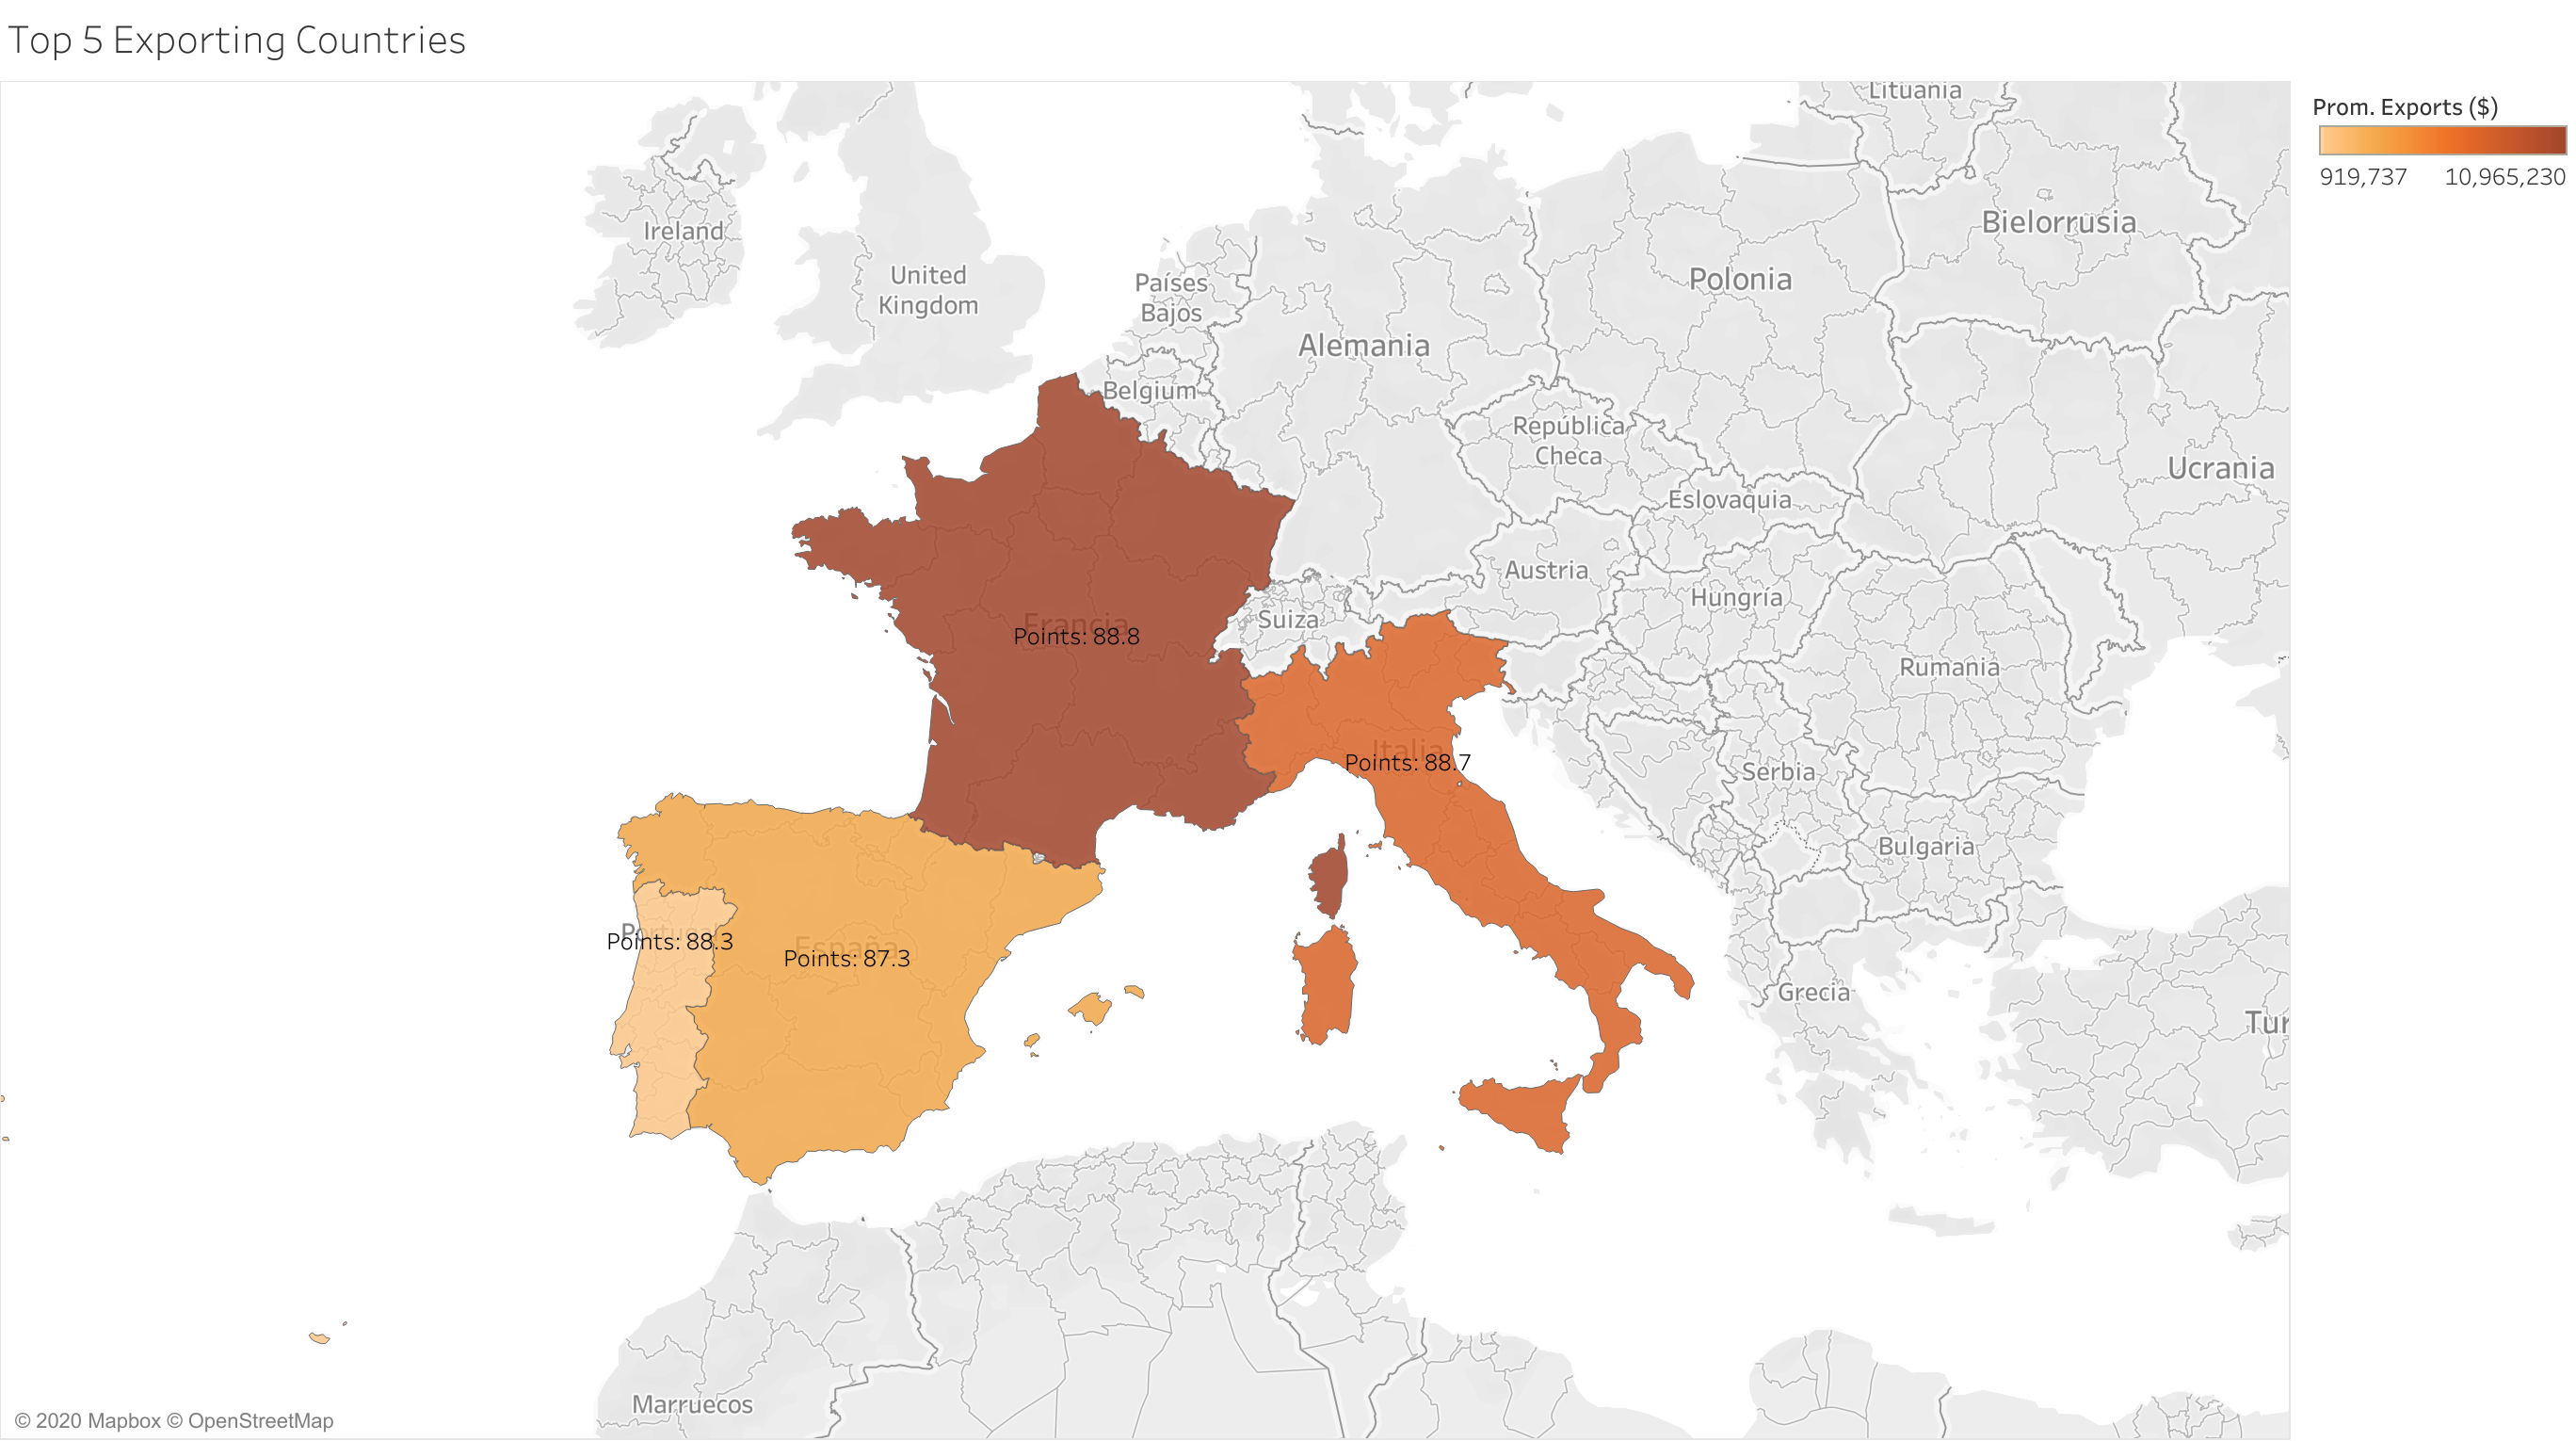 Top 5 Exporting Countries
Prom. Exports ($)
919,737 10,965,230
Lituania
Ireland
United
Kingdom
Países
Bajos
Bielorrusia
Polonia
Alemania
Belgium
República
Checa
Ucrania
Eslovaquia
Austria
Hungría
Francia
Points: 88.8
Suiza
Rumania
Italia
Points: 88.7
Serbia
Bulgaria
Portugal
Points: 88.3
España
Points: 87.3
Grecia
Tur
Marruecos
© 2020 Mapbox © OpenStreetMap